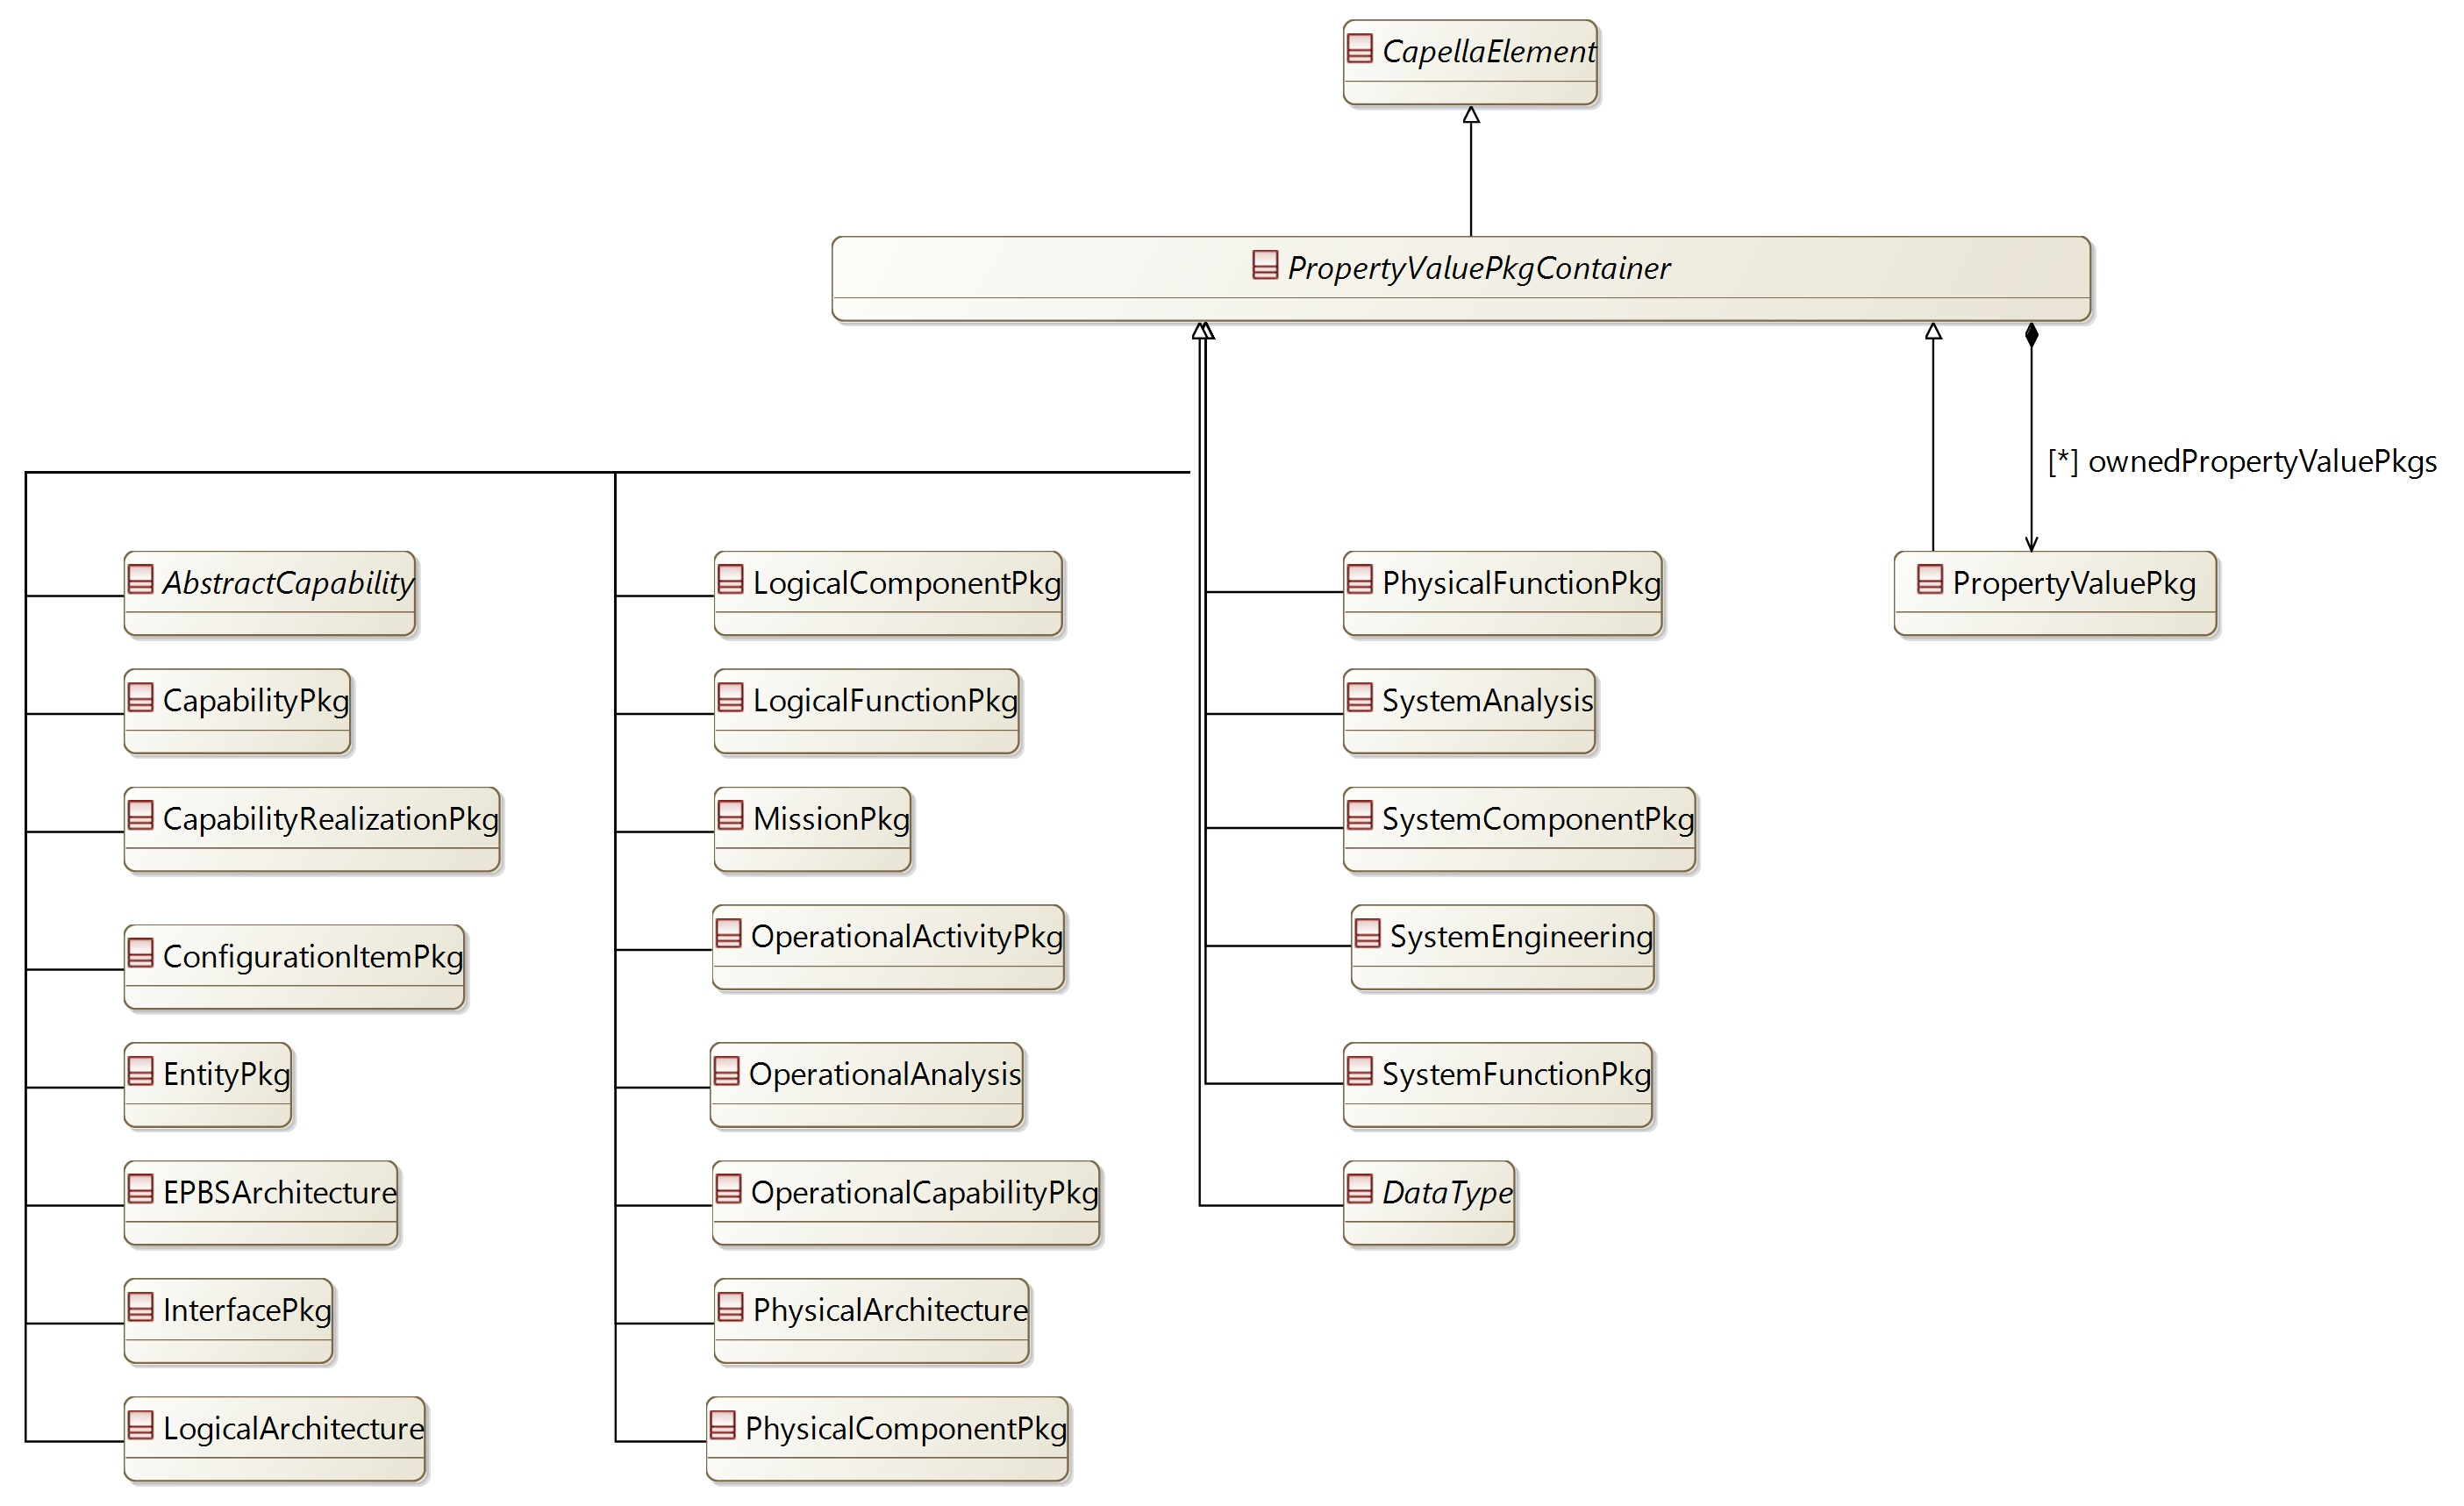 CapellaElement
PropertyValuePkgContainer
[*] ownedPropertyValuePkgs
AbstractCapability
LogicalComponentPkg
PhysicalFunctionPkg
PropertyValuePkg
CapabilityPkg
LogicalFunctionPkg
SystemAnalysis
CapabilityRealizationPkg
MissionPkg
SystemComponentPkg
ConfigurationItemPkg
OperationalActivityPkg
SystemEngineering
EntityPkg
OperationalAnalysis
SystemFunctionPkg
EPBSArchitecture
OperationalCapabilityPkg
DataType
InterfacePkg
PhysicalArchitecture
LogicalArchitecture
PhysicalComponentPkg